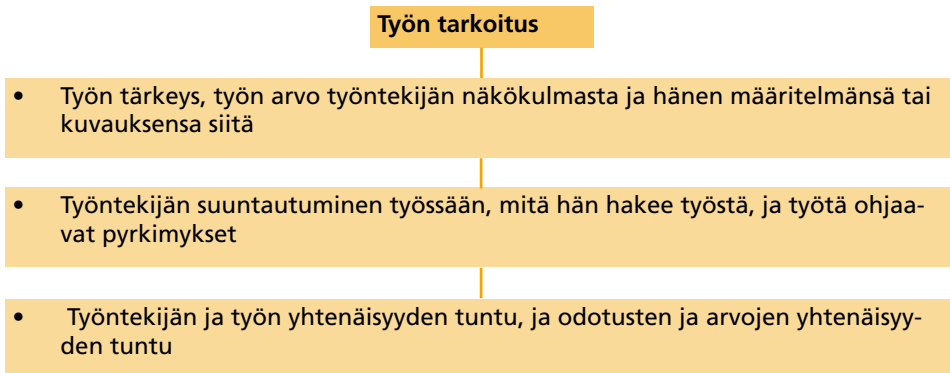 Työn tarkoitus
• Työn tärkeys, työn arvo työntekijän näkökulmasta ja hänen määritelmänsä tai
kuvauksensa siitä
• Työntekijän suuntautuminen työssään, mitä hän hakee työstä, ja työtä ohjaa-
vat pyrkimykset
• Työntekijän ja työn yhtenäisyyden tuntu, ja odotusten ja arvojen yhtenäisyy-
den tuntu